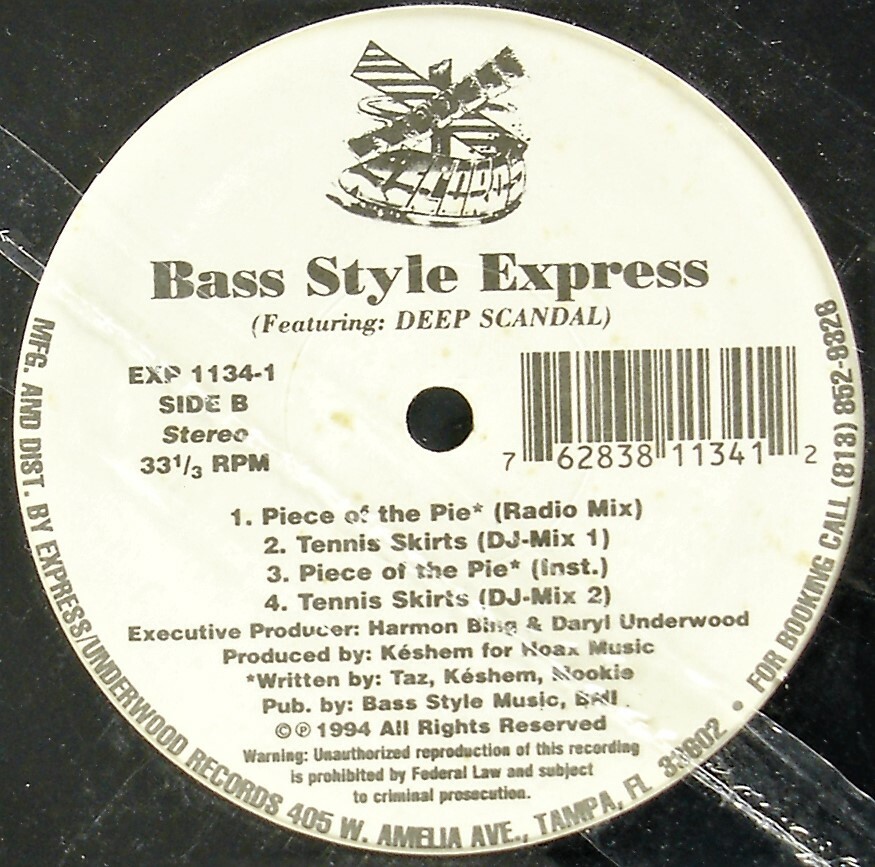 RECORDS
Bass Style Express
(Featuring: DEEP SCANDAL)
EXP 1134-1
SIDE B
Stereo
33 1/3 RPM
7 62838 11341 2
1. Piece of the Pie* (Radio Mix)
2. Tennis Skirts (DJ-Mix 1)
3. Piece of the Pie* (Inst.)
4. Tennis Skirts (DJ-Mix 2)
Executive Producer: Harmon Bing & Daryl Underwood
Produced by: Késhem for Hoax Music
*Written by: Taz, Késhem, Mookie
Pub. by: Bass Style Music, BMI
©℗ 1994 All Rights Reserved
Warning: Unauthorized reproduction of this recording
is prohibited by Federal Law and subject
to criminal prosecution.
MFG. AND DIST. BY EXPRESS/UNDERWOOD RECORDS 405 W. AMELIA AVE., TAMPA, FL 33602 • FOR BOOKING CALL (813) 852-9328